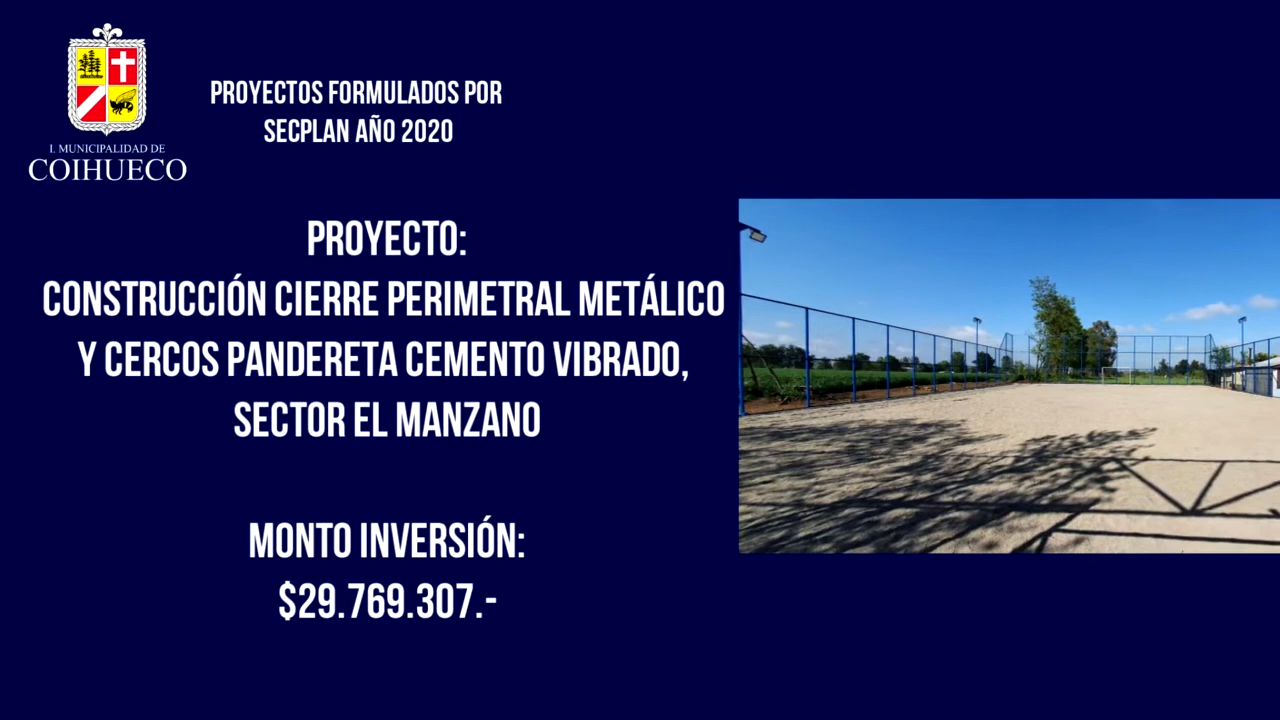 I. MUNICIPALIDAD DE
COIHUECO
PROYECTOS FORMULADOS POR
SECPLAN AÑO 2020
PROYECTO:
CONSTRUCCIÓN CIERRE PERIMETRAL METÁLICO
Y CERCOS PANDERETA CEMENTO VIBRADO,
SECTOR EL MANZANO
MONTO INVERSIÓN:
$29.769.307.-